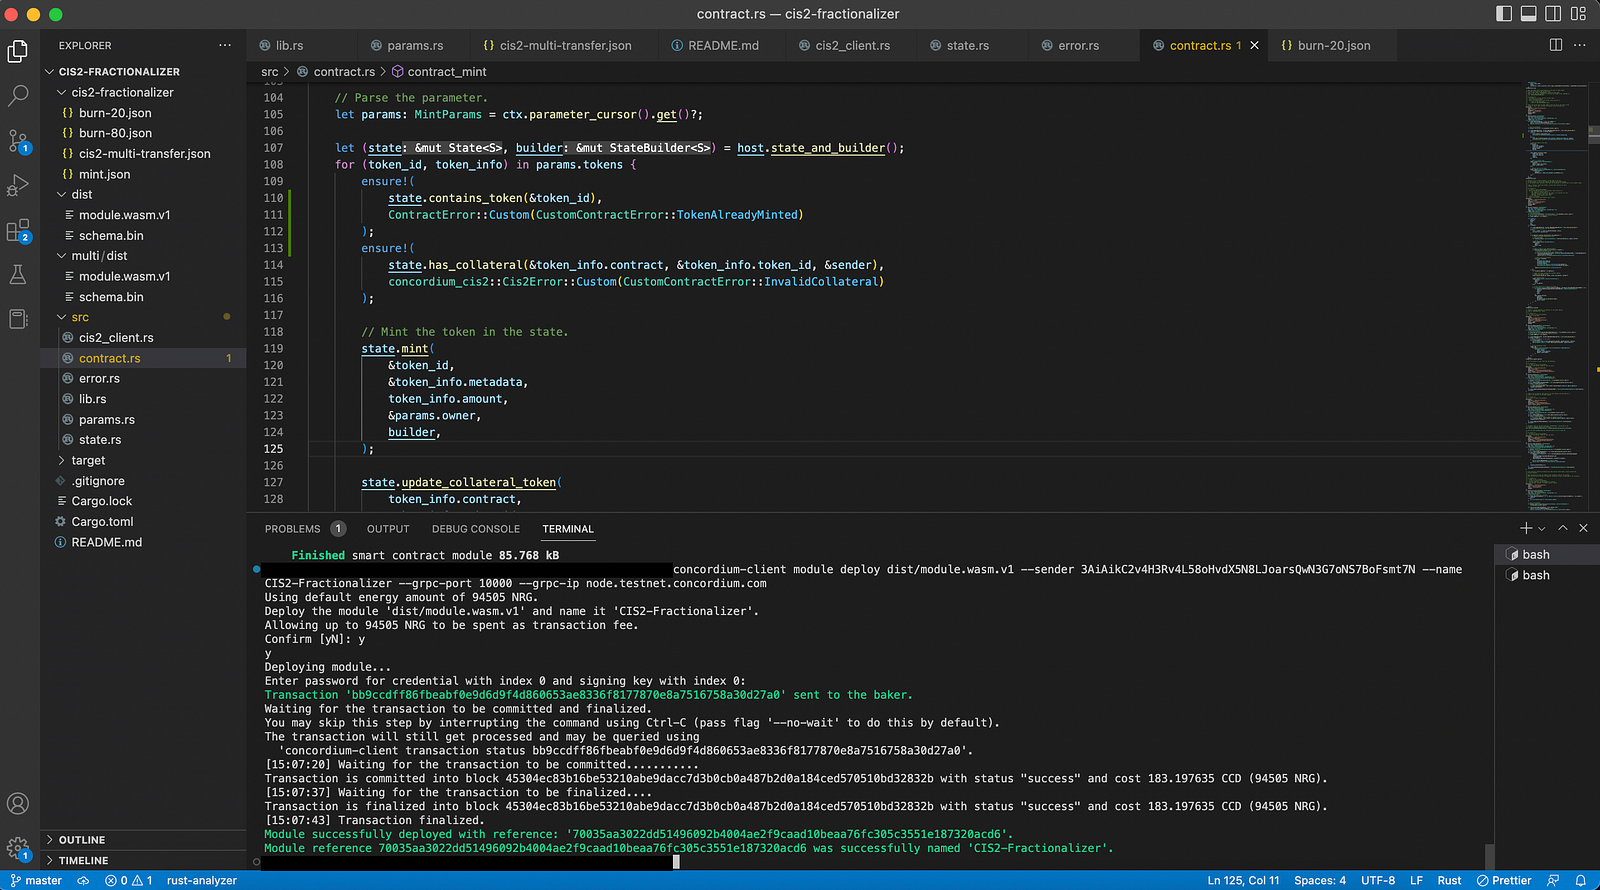 contract.rs — cis2-fractionalizer
EXPLORER
lib.rs
params.rs
{} cis2-multi-transfer.json
README.md
cis2_client.rs
state.rs
error.rs
contract.rs 1
{} burn-20.json
CIS2-FRACTIONALIZER
cis2-fractionalizer
{} burn-20.json
{} burn-80.json
{} cis2-multi-transfer.json
{} mint.json
dist
module.wasm.v1
schema.bin
multi/dist
module.wasm.v1
schema.bin
src
cis2_client.rs
contract.rs 1
error.rs
lib.rs
params.rs
state.rs
target
.gitignore
Cargo.lock
Cargo.toml
README.md
OUTLINE
TIMELINE
1
2
1
src > contract.rs > contract_mint
104 // Parse the parameter.
105 let params: MintParams = ctx.parameter_cursor().get()?;
106
107 let (state: &mut State<S>, builder: &mut StateBuilder<S>) = host.state_and_builder();
108 for (token_id, token_info) in params.tokens {
109 ensure!(
110 state.contains_token(&token_id),
111 ContractError::Custom(CustomContractError::TokenAlreadyMinted)
112 );
113 ensure!(
114 state.has_collateral(&token_info.contract, &token_info.token_id, &sender),
115 concordium_cis2::Cis2Error::Custom(CustomContractError::InvalidCollateral)
116 );
117
118 // Mint the token in the state.
119 state.mint(
120 &token_id,
121 &token_info.metadata,
122 token_info.amount,
123 &params.owner,
124 builder,
125 );
126
127 state.update_collateral_token(
128 token_info.contract,
PROBLEMS 1 OUTPUT DEBUG CONSOLE TERMINAL
bash
bash
Finished smart contract module 85.768 kB
concordium-client module deploy dist/module.wasm.v1 --sender 3AiAikC2v4H3Rv4L58oHvdX5N8LJoarsQwN3G7oNS7BoFsmt7N --name
CIS2-Fractionalizer --grpc-port 10000 --grpc-ip node.testnet.concordium.com
Using default energy amount of 94505 NRG.
Deploy the module 'dist/module.wasm.v1' and name it 'CIS2-Fractionalizer'.
Allowing up to 94505 NRG to be spent as transaction fee.
Confirm [yN]: y
y
Deploying module...
Enter password for credential with index 0 and signing key with index 0:
Transaction 'bb9ccdff86fbeabf0e9d6d9f4d860653ae8336f8177870e8a7516758a30d27a0' sent to the baker.
Waiting for the transaction to be committed and finalized.
You may skip this step by interrupting the command using Ctrl-C (pass flag '--no-wait' to do this by default).
The transaction will still get processed and may be queried using
'concordium-client transaction status bb9ccdff86fbeabf0e9d6d9f4d860653ae8336f8177870e8a7516758a30d27a0'.
[15:07:20] Waiting for the transaction to be committed...........
Transaction is committed into block 45304ec83b16be53210abe9dacc7d3b0cb0a487b2d0a184ced570510bd32832b with status "success" and cost 183.197635 CCD (94505 NRG).
[15:07:37] Waiting for the transaction to be finalized....
Transaction is finalized into block 45304ec83b16be53210abe9dacc7d3b0cb0a487b2d0a184ced570510bd32832b with status "success" and cost 183.197635 CCD (94505 NRG).
[15:07:43] Transaction finalized.
Module successfully deployed with reference: '70035aa3022dd51496092b4004ae2f9caad10beaa76fc305c3551e187320acd6'.
Module reference 70035aa3022dd51496092b4004ae2f9caad10beaa76fc305c3551e187320acd6 was successfully named 'CIS2-Fractionalizer'.
master 0 1 rust-analyzer
Ln 125, Col 11 Spaces: 4 UTF-8 LF Rust Prettier